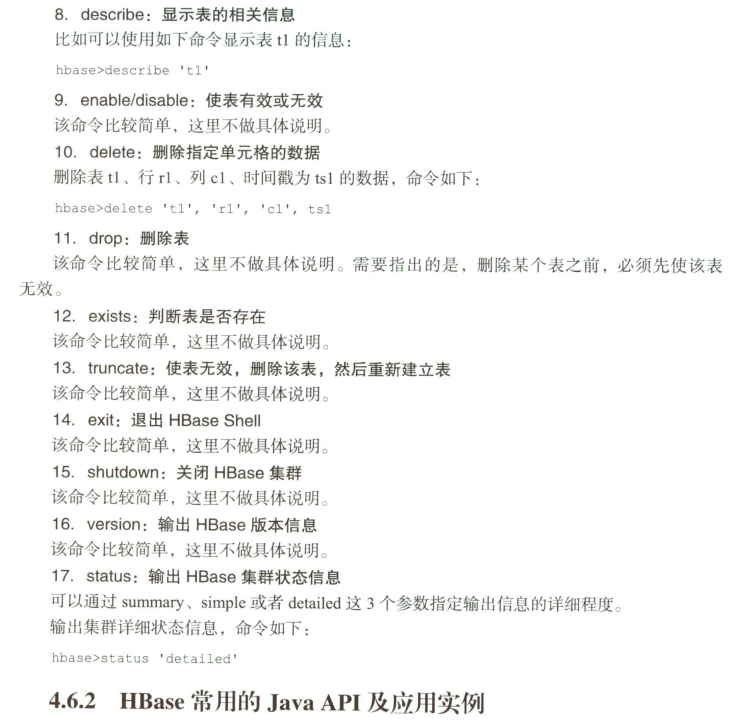 8. describe：显示表的相关信息
比如可以使用如下命令显示表 t1 的信息：
hbase>describe 't1'
9. enable/disable：使表有效或无效
该命令比较简单，这里不做具体说明。
10. delete：删除指定单元格的数据
删除表 t1、行 r1、列 c1、时间戳为 ts1 的数据，命令如下：
hbase>delete 't1', 'r1', 'c1', ts1
11. drop：删除表
该命令比较简单，这里不做具体说明。需要指出的是，删除某个表之前，必须先使该表
无效。
12. exists：判断表是否存在
该命令比较简单，这里不做具体说明。
13. truncate：使表无效，删除该表，然后重新建立表
该命令比较简单，这里不做具体说明。
14. exit：退出 HBase Shell
该命令比较简单，这里不做具体说明。
15. shutdown：关闭 HBase 集群
该命令比较简单，这里不做具体说明。
16. version：输出 HBase 版本信息
该命令比较简单，这里不做具体说明。
17. status：输出 HBase 集群状态信息
可以通过 summary、simple 或者 detailed 这 3 个参数指定输出信息的详细程度。
输出集群详细状态信息，命令如下：
hbase>status 'detailed'
4.6.2 HBase 常用的 Java API 及应用实例